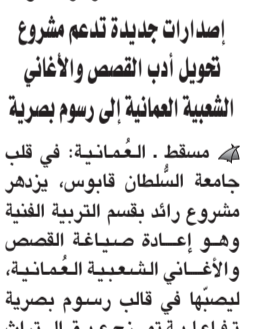 إصدارات جديدة تدعم مشروع
تحويل أدب القصص والأغاني
الشعبية العمانية إلى رسوم بصرية
مسقط . العُمانية: في قلب
جامعة السُّلطان قابوس، يزدهر
مشروع رائد بقسم التربية الفنية
وهو إعادة صياغة القصص
والأغاني الشعبية العُمانية،
ليصبّها في قالب رسوم بصرية